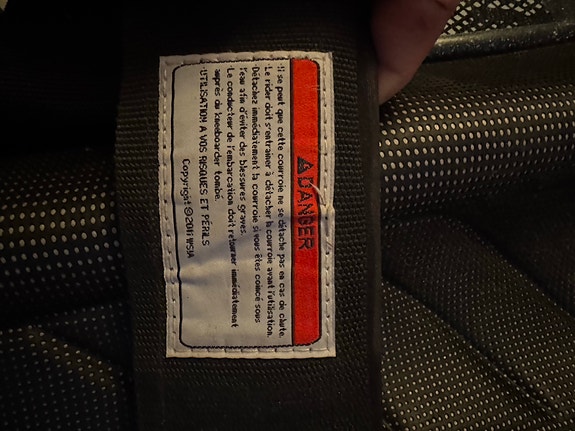 ⚠DANGER
·Il se peut que cette courroie ne se détache pas en cas de chute.
·Le rider doit s'entraîner à détacher la courroie avant l'utilisation.
·Détachez immédiatement la courroie si vous êtes coincé sous
l'eau afin d'éviter des blessures graves.
·Le conducteur de l'embarcation doit retourner immédiatement
auprès du kneeboarder tombé.
UTILISATION A VOS RISQUES ET PÉRILS
Copyright ©2011 WSIA